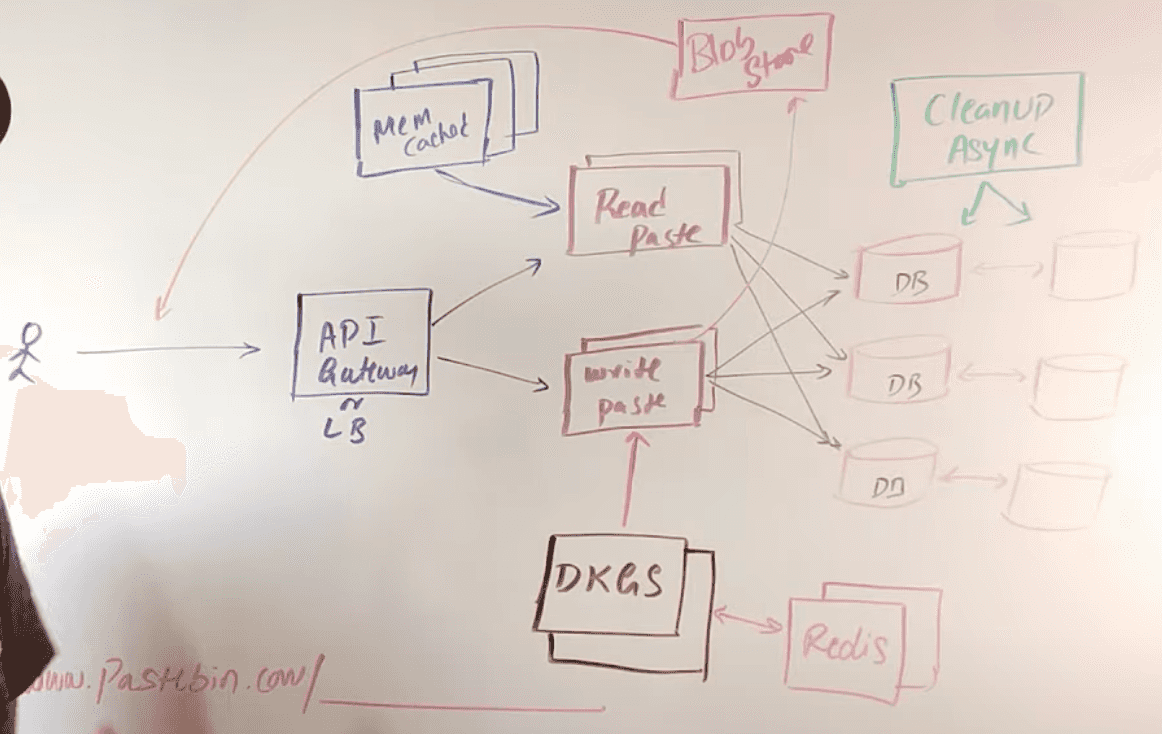 Blob
Store
Mem
Cached
Cleanup
Async
Read
Paste
API
Gateway
or
LB
write
paste
DB
DB
DB
DKGS
Redis
www.Pastebin.com/